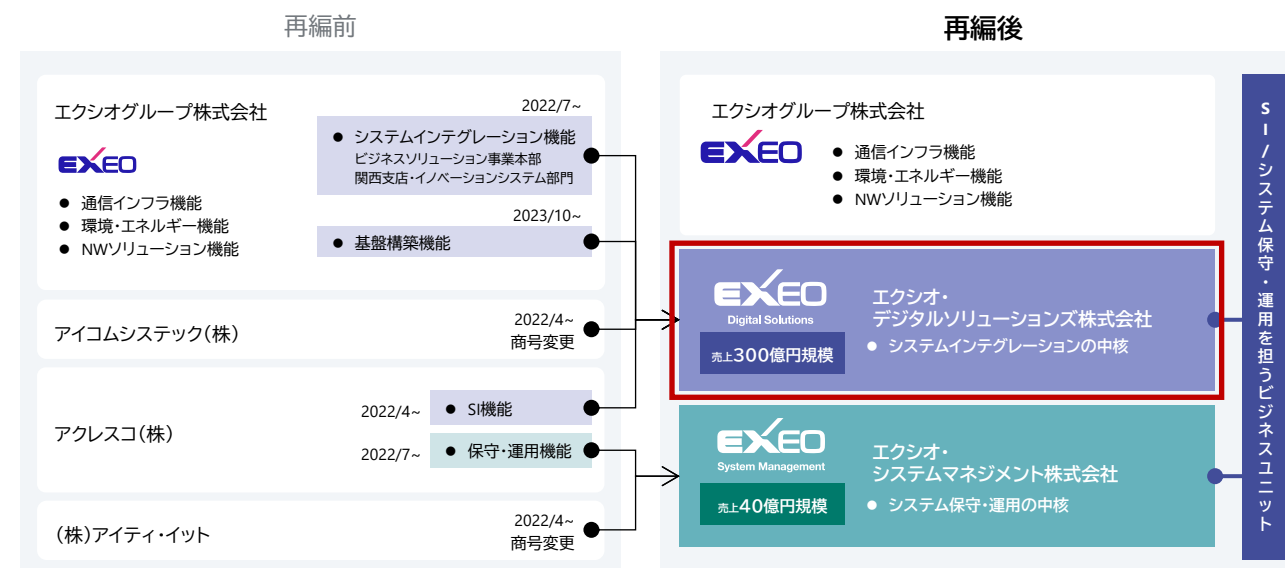 再編前
エクシオグループ株式会社
EXEO
● 通信インフラ機能
● 環境・エネルギー機能
● NWソリューション機能
2022/7~
● システムインテグレーション機能
ビジネスソリューション事業本部
関西支店・イノベーションシステム部門
2023/10~
● 基盤構築機能
アイコムシステック(株)
2022/4~
商号変更
アクレスコ(株)
2022/4~
● SI機能
2022/7~
● 保守・運用機能
(株)アイティ・イット
2022/4~
商号変更
再編後
エクシオグループ株式会社
EXEO
● 通信インフラ機能
● 環境・エネルギー機能
● NWソリューション機能
EXEO
Digital Solutions
売上300億円規模
エクシオ・
デジタルソリューションズ株式会社
● システムインテグレーションの中核
EXEO
System Management
売上40億円規模
エクシオ・
システムマネジメント株式会社
● システム保守・運用の中核
SI/システム保守・運用を担うビジネスユニット